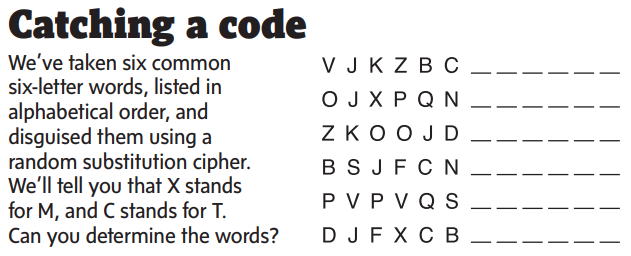 Catching a code
We've taken six common
six-letter words, listed in
alphabetical order, and
disguised them using a
random substitution cipher.
We'll tell you that X stands
for M, and C stands for T.
Can you determine the words?
V J K Z B C _ _ _ _ _ _
O J X P Q N _ _ _ _ _ _
Z K O O J D _ _ _ _ _ _
B S J F C N _ _ _ _ _ _
P V P V Q S _ _ _ _ _ _
D J F X C B _ _ _ _ _ _